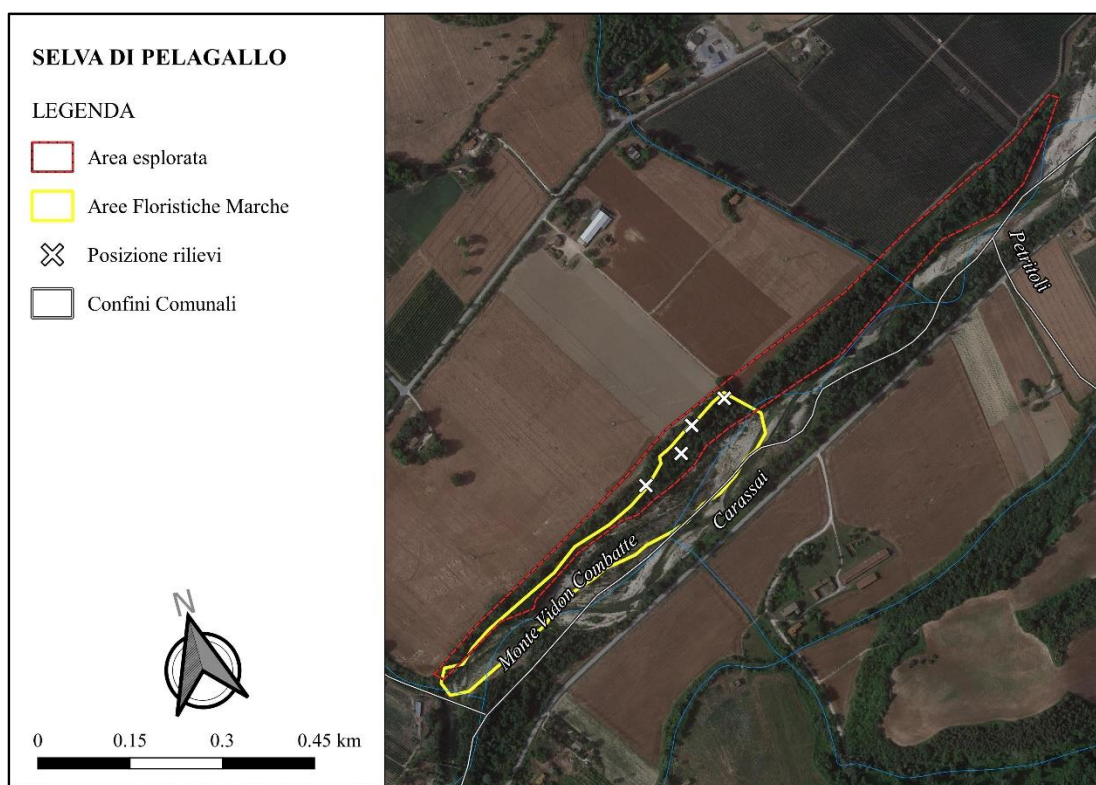 SELVA DI PELAGALLO
LEGENDA
Area esplorata
Aree Floristiche Marche
Posizione rilievi
Confini Comunali
N
0 0.15 0.3 0.45 km
Petritoli
Carassai
Monte Vidon Combatte